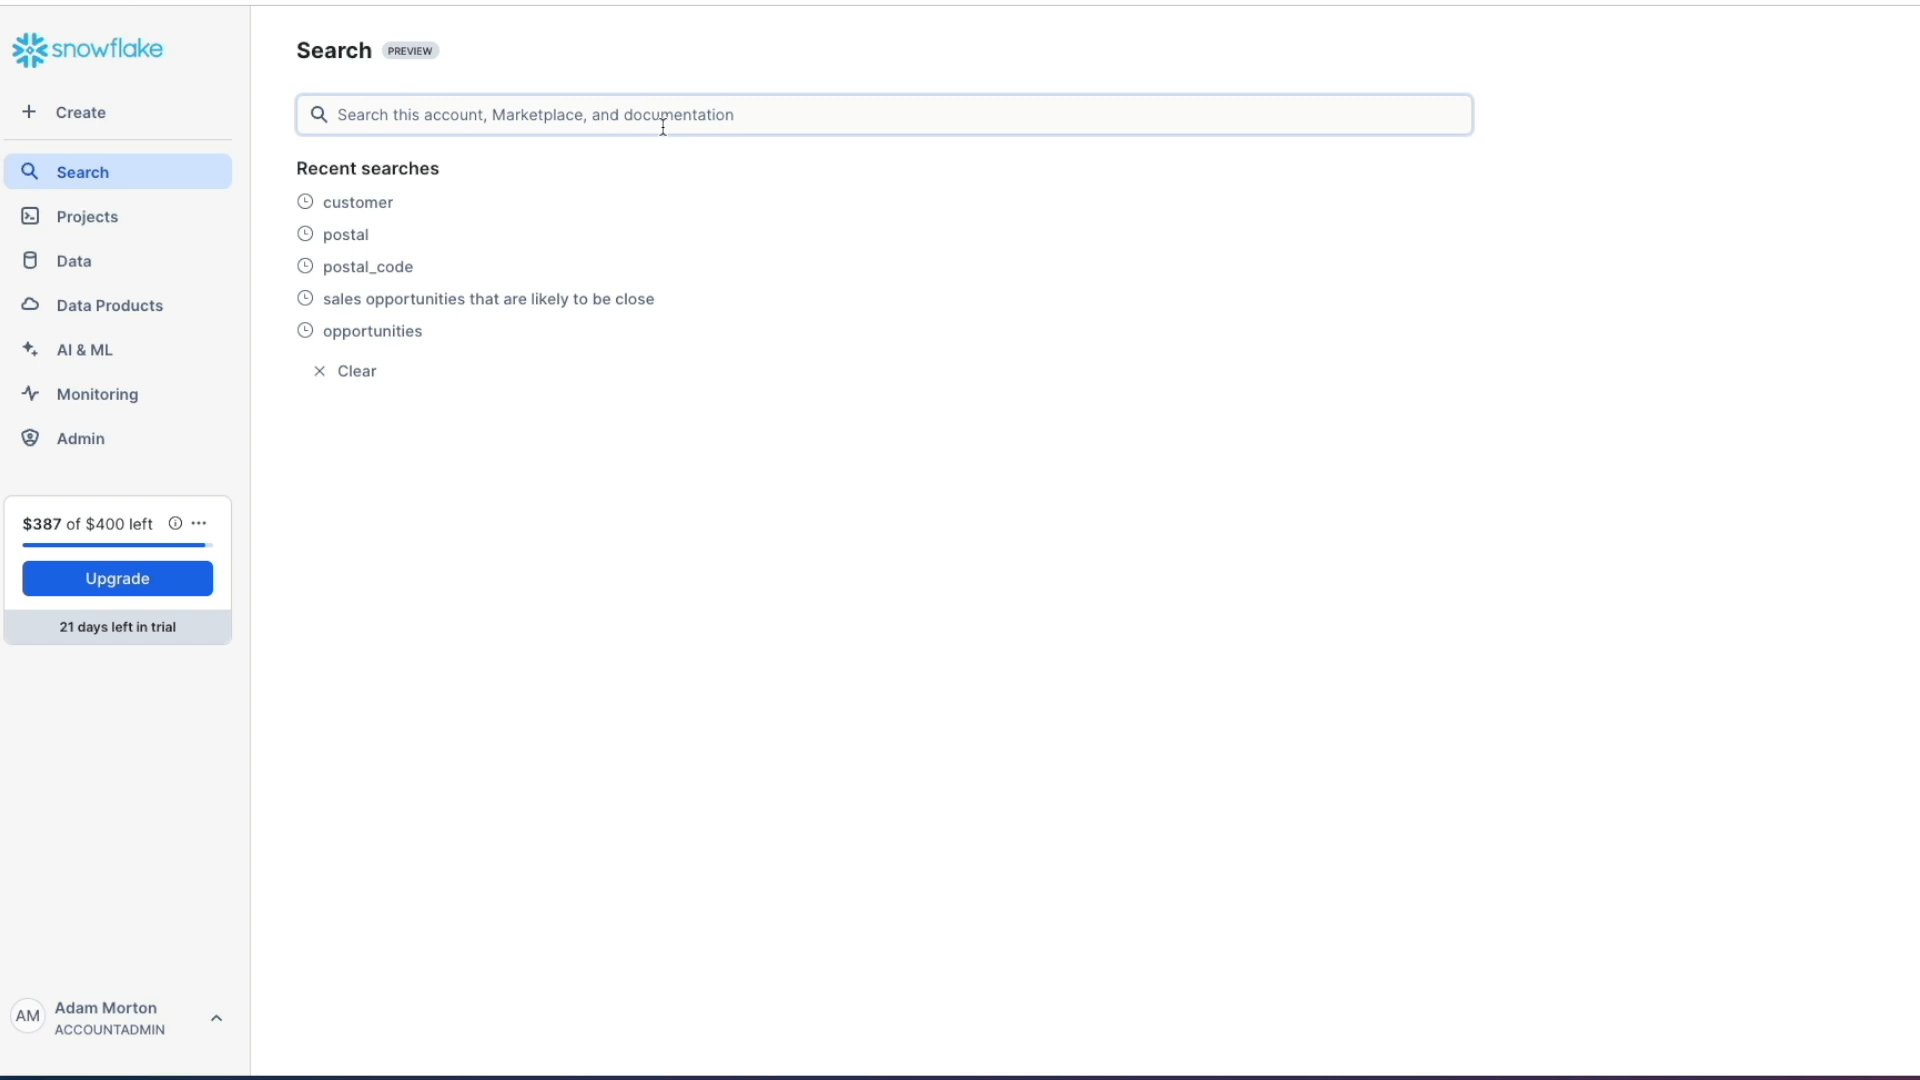 snowflake
Create
Search
Projects
Data
Data Products
AI & ML
Monitoring
Admin
$387 of $400 left
Upgrade
21 days left in trial
AM
Adam Morton
ACCOUNTADMIN
Search PREVIEW
Search this account, Marketplace, and documentation
Recent searches
customer
postal
postal_code
sales opportunities that are likely to be close
opportunities
Clear